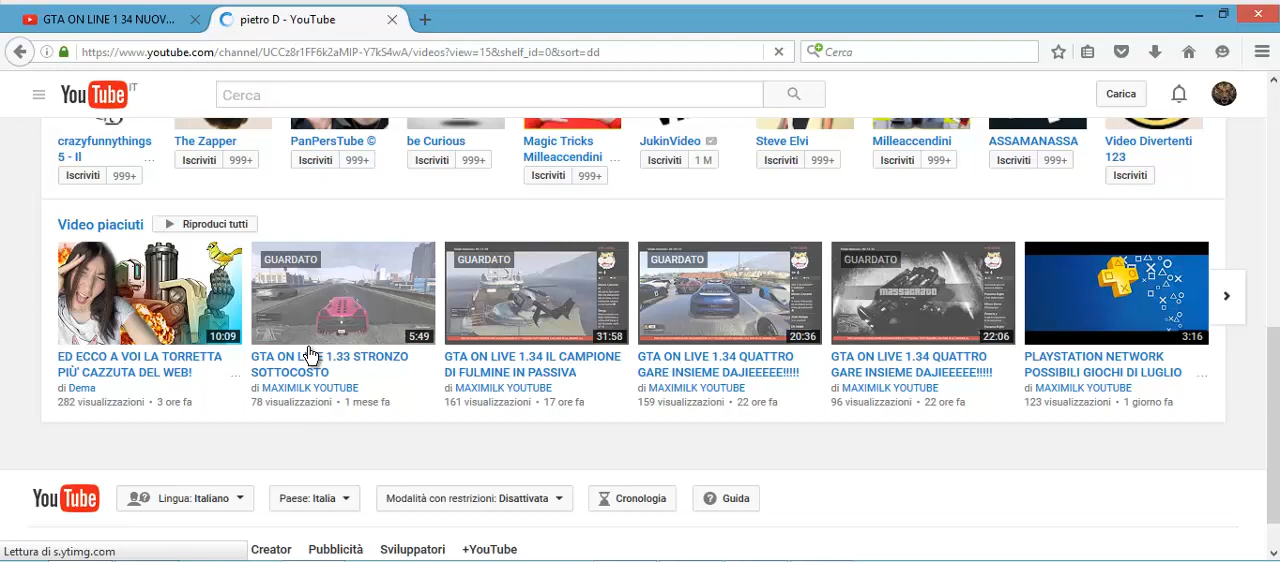 GTA ON LINE 1 34 NUOV...
pietro D - YouTube
https://www.youtube.com/channel/UCCz8r1FF6k2aMIP-Y7kS4wA/videos?view=15&shelf_id=0&sort=dd
Cerca
YouTube IT
Cerca
Carica
crazyfunnythings
5 - Il ...
Iscriviti 999+
The Zapper
Iscriviti 999+
PanPersTube ©
Iscriviti 999+
be Curious
Iscriviti 999+
Magic Tricks
Milleaccendini ...
Iscriviti 999+
JukinVideo
Iscriviti 1 M
Steve Elvi
Iscriviti 999+
Milleaccendini
Iscriviti 999+
ASSAMANASSA
Iscriviti 999+
Video Divertenti
123
Iscriviti
Video piaciuti
Riproduci tutti
10:09
ED ECCO A VOI LA TORRETTA
PIU' CAZZUTA DEL WEB! ...
di Dema
282 visualizzazioni • 3 ore fa
GUARDATO
5:49
GTA ON LIVE 1.33 STRONZO
SOTTOCOSTO
di MAXIMILK YOUTUBE
78 visualizzazioni • 1 mese fa
GUARDATO
31:58
GTA ON LIVE 1.34 IL CAMPIONE
DI FULMINE IN PASSIVA
di MAXIMILK YOUTUBE
161 visualizzazioni • 17 ore fa
GUARDATO
20:36
GTA ON LIVE 1.34 QUATTRO
GARE INSIEME DAJIEEEEE!!!!!
di MAXIMILK YOUTUBE
159 visualizzazioni • 22 ore fa
GUARDATO
MASSACRATO
22:06
GTA ON LIVE 1.34 QUATTRO
GARE INSIEME DAJIEEEEE!!!!!
di MAXIMILK YOUTUBE
96 visualizzazioni • 22 ore fa
3:16
PLAYSTATION NETWORK
POSSIBILI GIOCHI DI LUGLIO ...
di MAXIMILK YOUTUBE
123 visualizzazioni • 1 giorno fa
YouTube
Lingua: Italiano
Paese: Italia
Modalità con restrizioni: Disattivata
Cronologia
Guida
Lettura di s.ytimg.com
Creator
Pubblicità
Sviluppatori
+YouTube